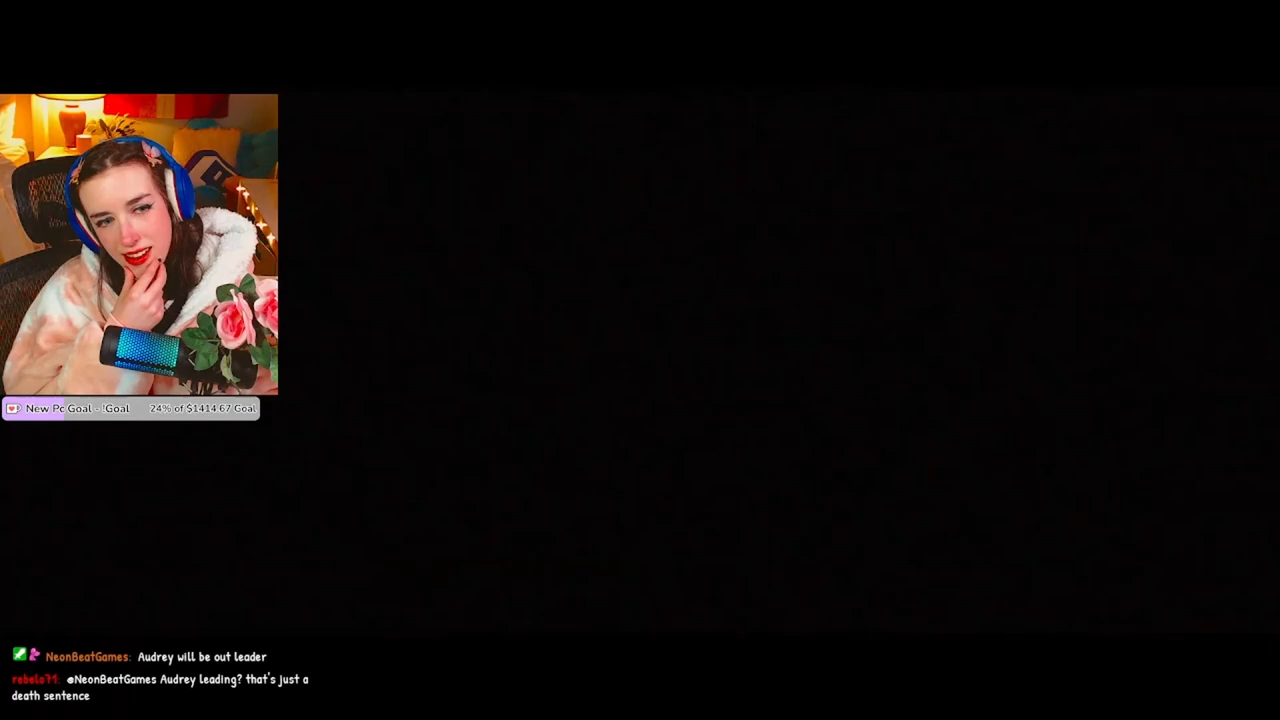 New Pc Goal - !Goal 24% of $1414.67 Goal
NeonBeatGames: Audrey will be out leader
rebelo71: @NeonBeatGames Audrey leading? that's just a
death sentence